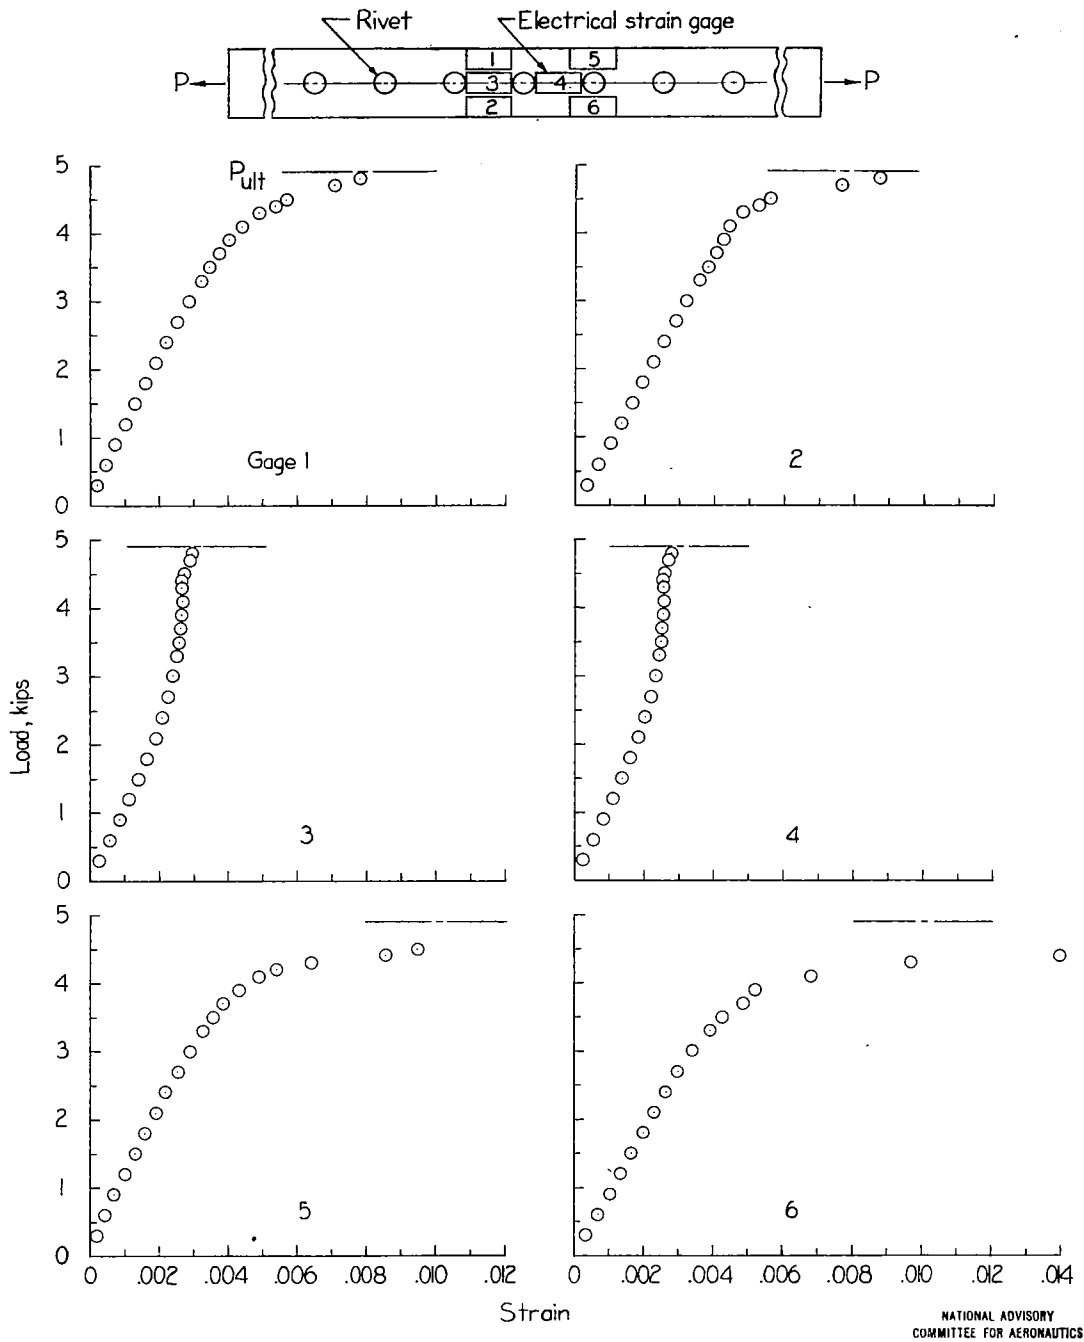 Rivet
Electrical strain gage
1 5
P 3 4 P
2 6
5 5
P_ult
4 4
3 3
2 2
1 Gage 1 1 2
0 0
5 5
4 4
3 3
Load, kips
2 2
1 3 1 4
0 0
5 5
4 4
3 3
2 2
1 5 1 6
0 0
0 .002 .004 .006 .008 .010 .012 0 .002 .004 .006 .008 .010 .012 .014
Strain
NATIONAL ADVISORY
COMMITTEE FOR AERONAUTICS